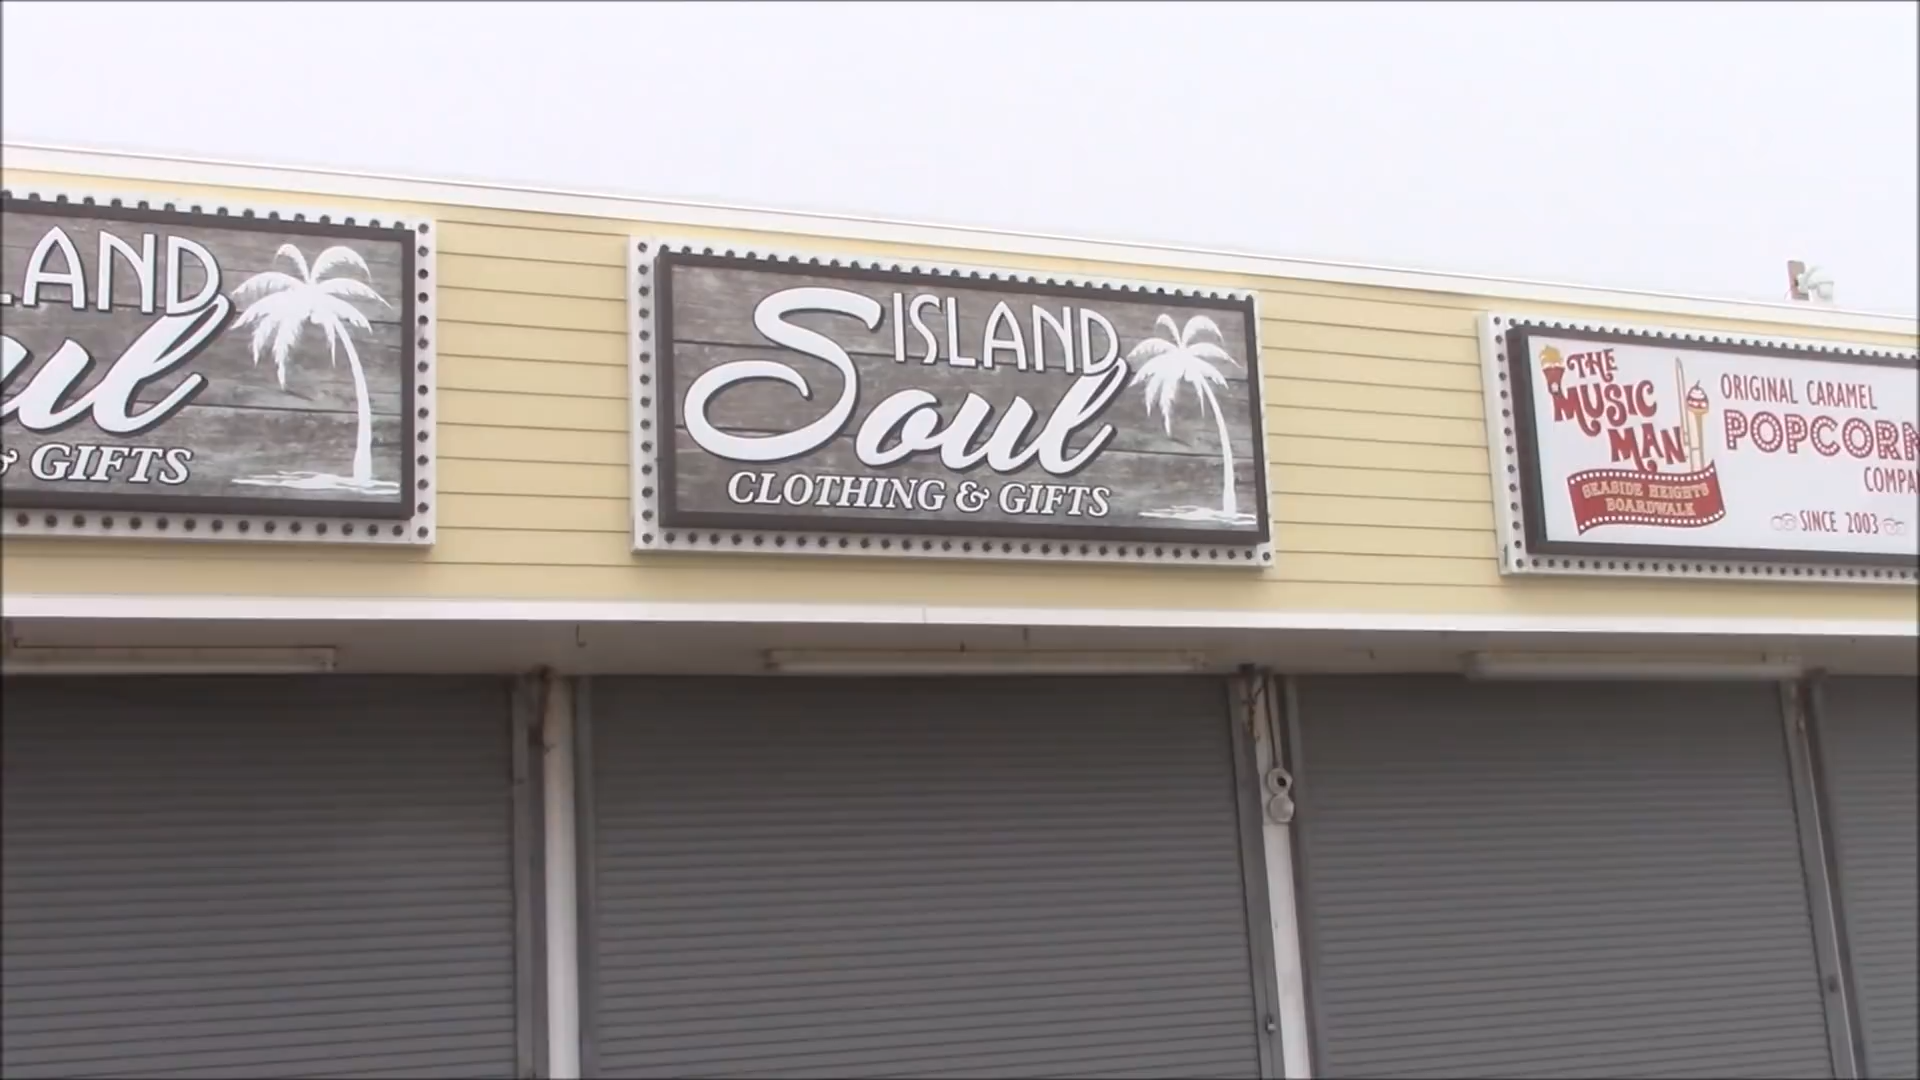 LAND
ul
& GIFTS
ISLAND
Soul
CLOTHING & GIFTS
THE
MUSIC
MAN
SEASIDE HEIGHTS
BOARDWALK
ORIGINAL CARAMEL
POPCORN
COMPA
SINCE 2003